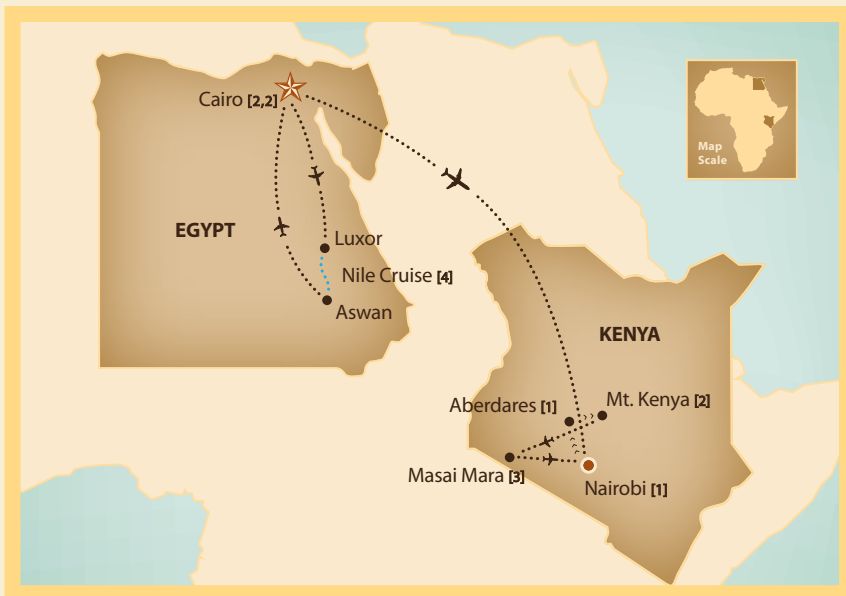 Cairo [2,2]
Map
Scale
EGYPT
Luxor
Nile Cruise [4]
Aswan
KENYA
Aberdares [1]
Mt. Kenya [2]
Masai Mara [3]
Nairobi [1]